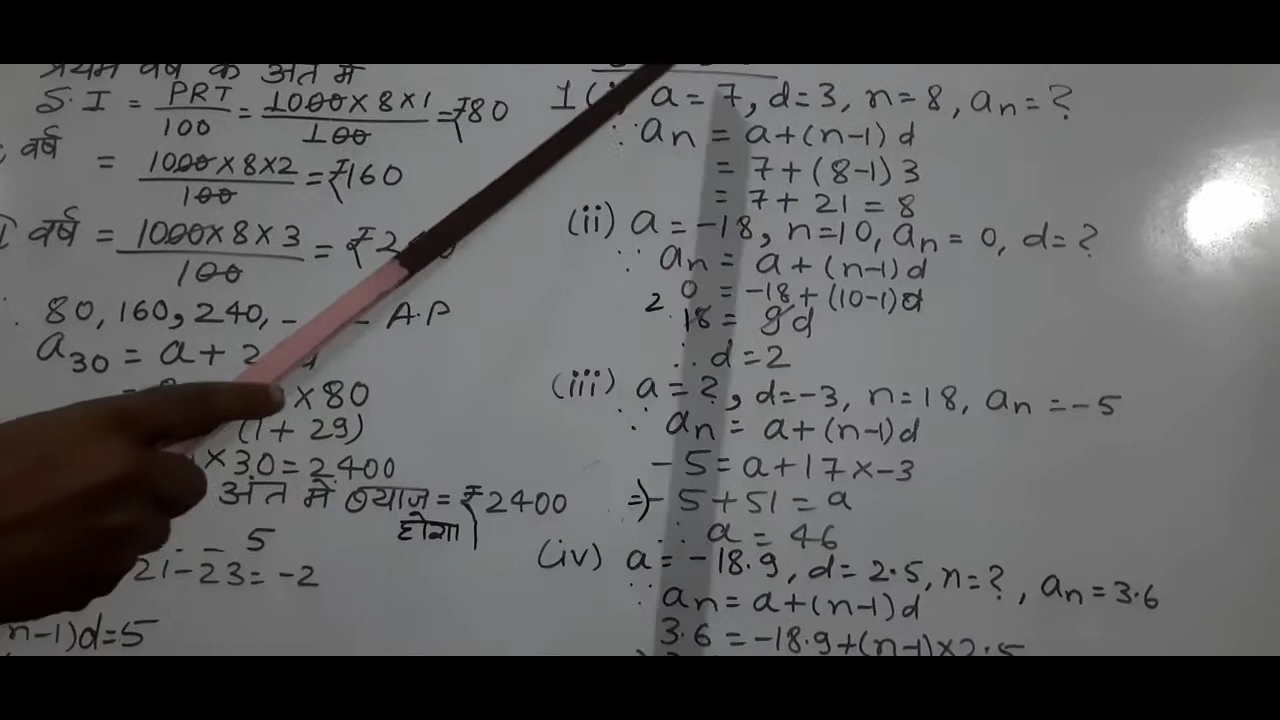 प्रथम वर्ष के अंत में
S.I = PRT/100 = 1000×8×1/100 = ₹80
वर्ष = 1000×8×2/100 = ₹160
वर्ष = 1000×8×3/100 = ₹2
80, 160, 240, - - A.P
a30 = a + 2
= × 80
(1 + 29)
× 30 = 2400
अंत में ब्याज = ₹2400
होगा
5
21-23 = -2
n-1)d=5
1(i) a = 7, d=3, n=8, an=?
∵ an = a+(n-1)d
= 7+(8-1)3
= 7+21=8
(ii) a=-18, n=10, an=0, d=?
∵ an = a+(n-1)d
0 = -18+(10-1)d
2 18 = 9d
∴ d=2
(iii) a=?, d=-3, n=18, an=-5
∵ an = a+(n-1)d
-5=a+17×-3
⇒-5+51=a
∴ a = 46
(iv) a=-18.9, d=2.5, n=?, an=3.6
∵ an=a+(n-1)d
3.6=-18.9+(n-1)×2.5